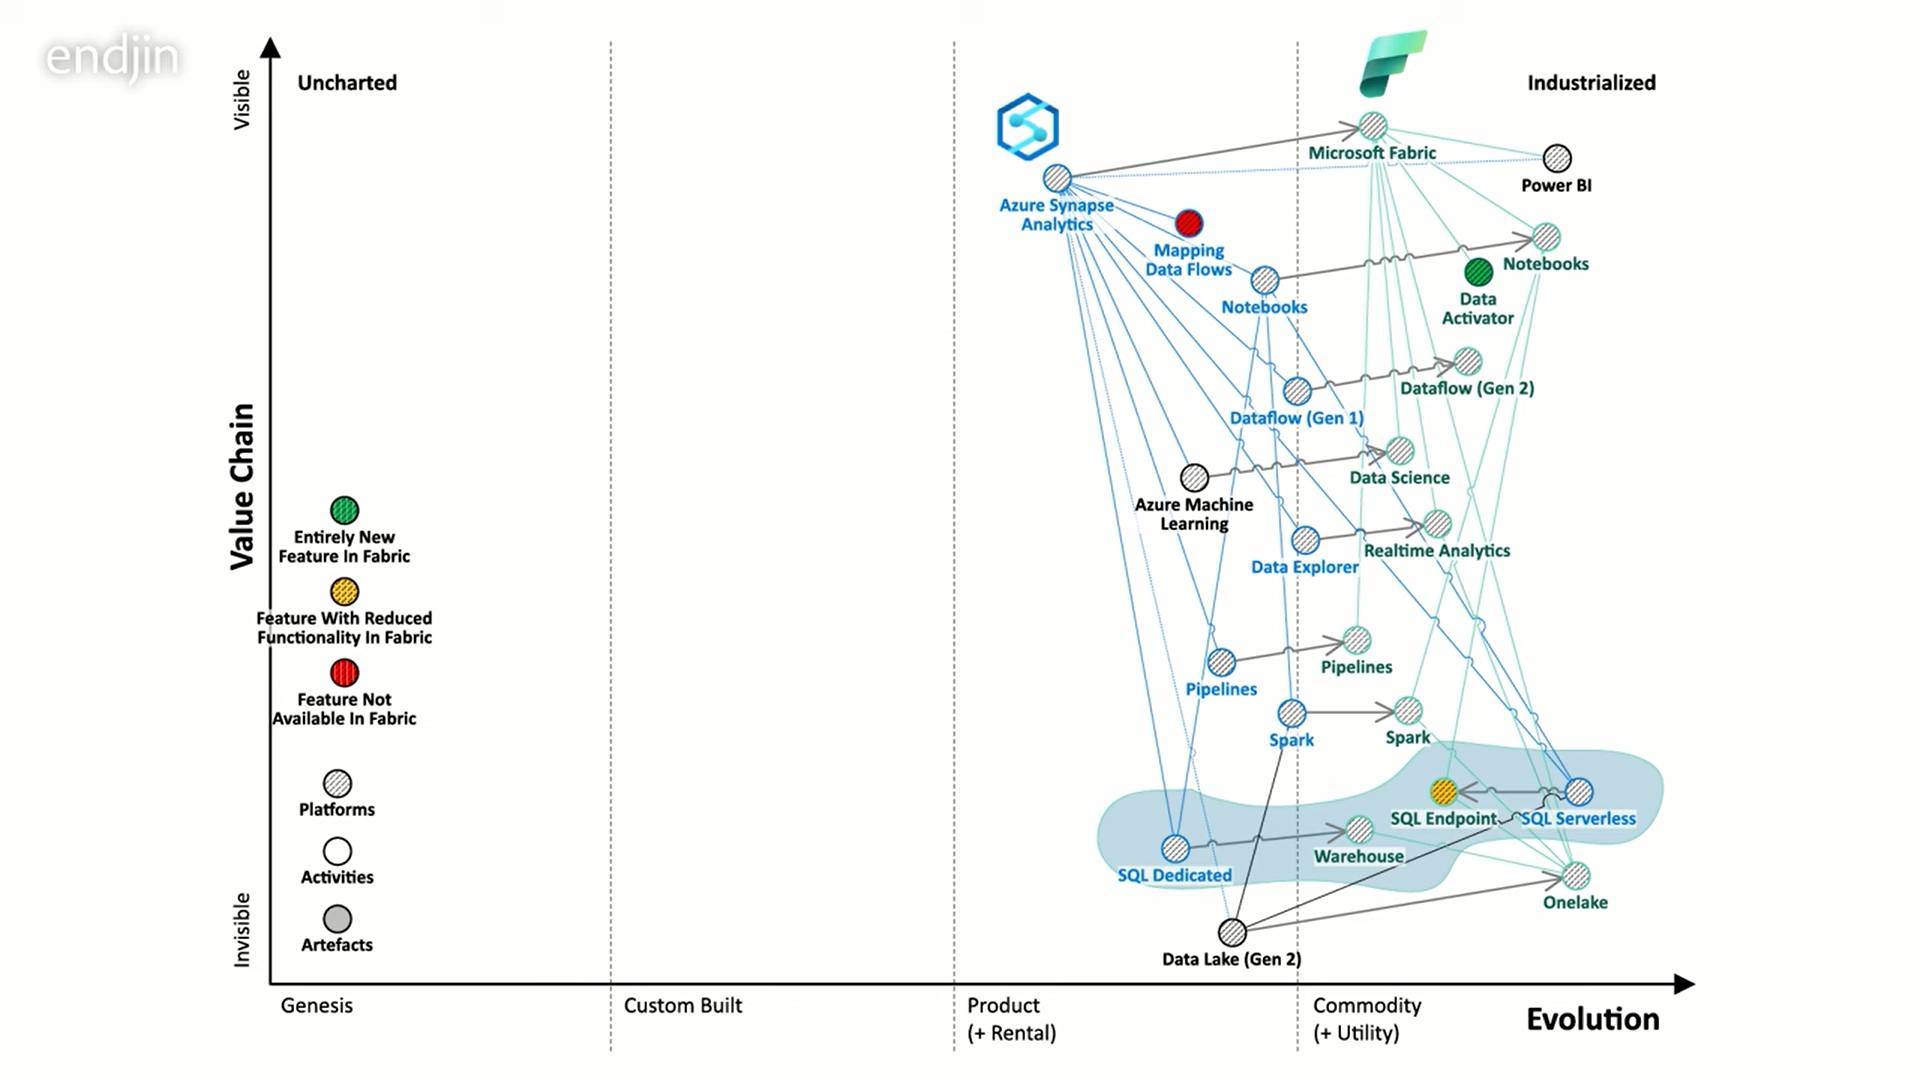 endjin
Visible
Value Chain
Invisible
Uncharted
Industrialized
Microsoft Fabric
Power BI
Azure Synapse
Analytics
Mapping
Data Flows
Notebooks
Notebooks
Data
Activator
Dataflow (Gen 2)
Dataflow (Gen 1)
Data Science
Azure Machine
Learning
Realtime Analytics
Data Explorer
Pipelines
Pipelines
Spark
Spark
SQL Endpoint
SQL Serverless
Warehouse
SQL Dedicated
Onelake
Data Lake (Gen 2)
Entirely New
Feature In Fabric
Feature With Reduced
Functionality In Fabric
Feature Not
Available In Fabric
Platforms
Activities
Artefacts
Genesis
Custom Built
Product
(+ Rental)
Commodity
(+ Utility)
Evolution